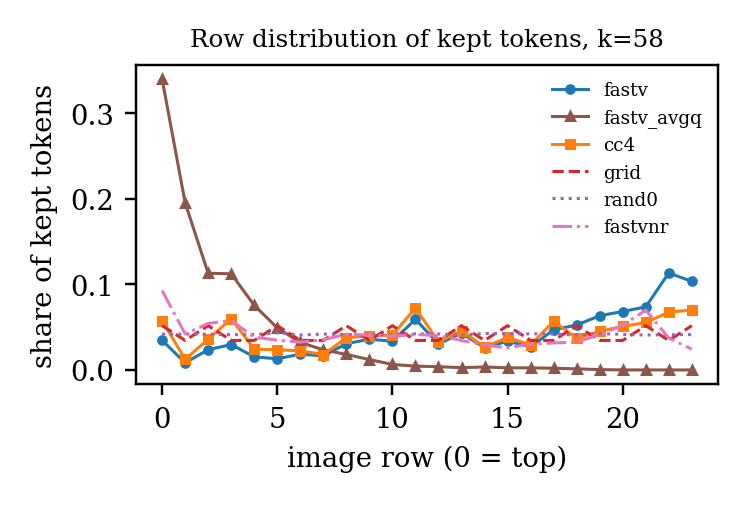 Row distribution of kept tokens, k=58
share of kept tokens
0.3
0.2
0.1
0.0
fastv
fastv_avgq
cc4
grid
rand0
fastvnr
0 5 10 15 20
image row (0 = top)